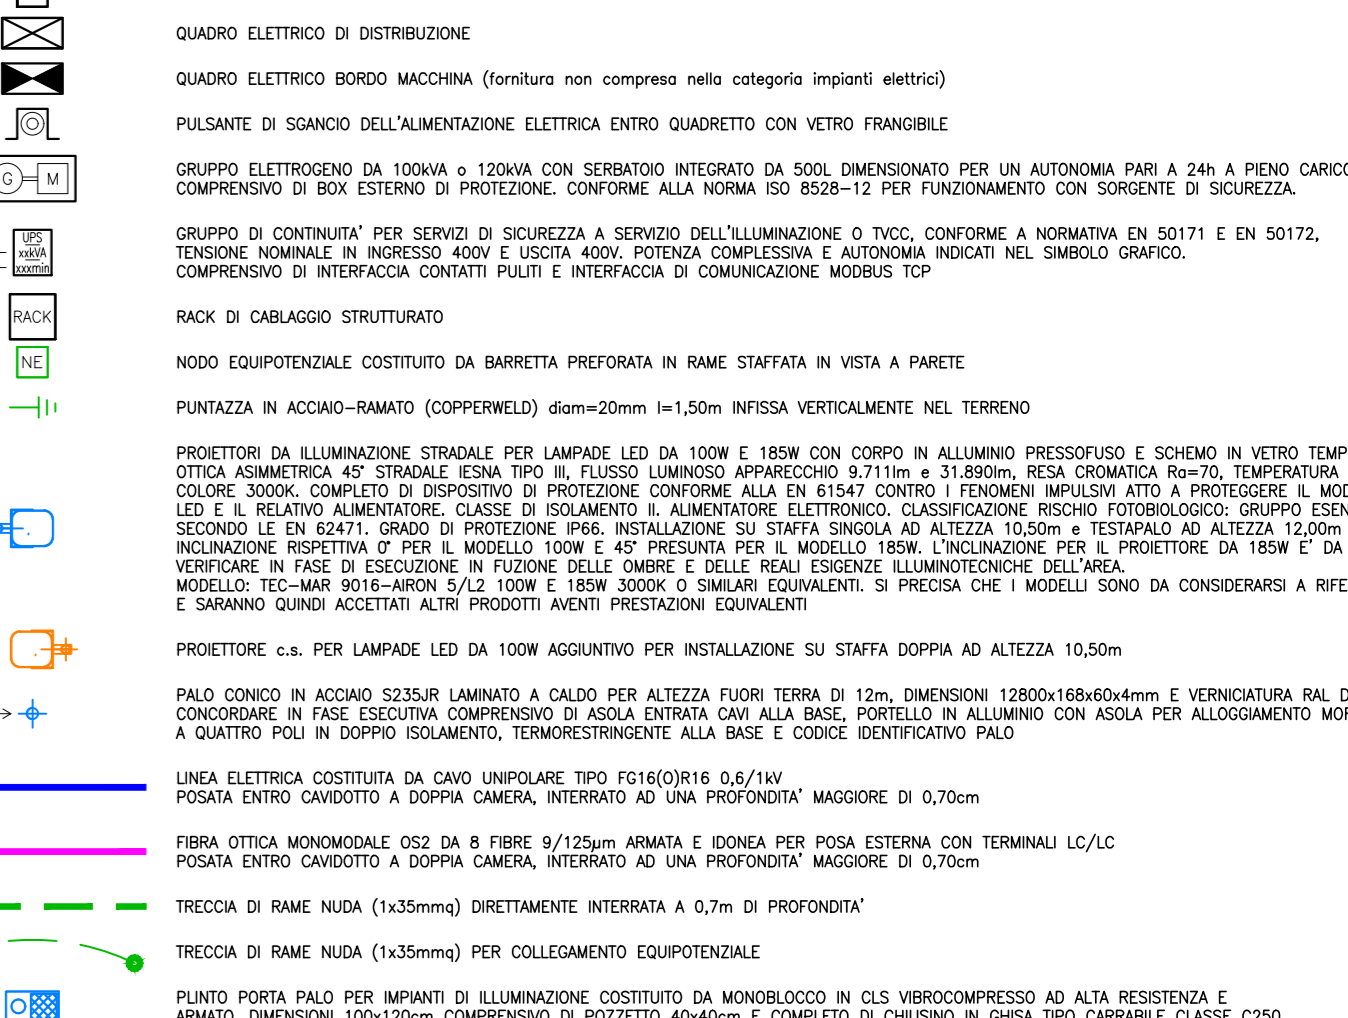 QUADRO ELETTRICO DI DISTRIBUZIONE
QUADRO ELETTRICO BORDO MACCHINA (fornitura non compresa nella categoria impianti elettrici)
PULSANTE DI SGANCIO DELL'ALIMENTAZIONE ELETTRICA ENTRO QUADRETTO CON VETRO FRANGIBILE
G M
GRUPPO ELETTROGENO DA 100kVA o 120kVA CON SERBATOIO INTEGRATO DA 500L DIMENSIONATO PER UN AUTONOMIA PARI A 24h A PIENO CARICO
COMPRENSIVO DI BOX ESTERNO DI PROTEZIONE. CONFORME ALLA NORMA ISO 8528-12 PER FUNZIONAMENTO CON SORGENTE DI SICUREZZA.
UPS
xxkVA
xxxmin
GRUPPO DI CONTINUITA' PER SERVIZI DI SICUREZZA A SERVIZIO DELL'ILLUMINAZIONE O TVCC, CONFORME A NORMATIVA EN 50171 E EN 50172,
TENSIONE NOMINALE IN INGRESSO 400V E USCITA 400V. POTENZA COMPLESSIVA E AUTONOMIA INDICATI NEL SIMBOLO GRAFICO.
COMPRENSIVO DI INTERFACCIA CONTATTI PULITI E INTERFACCIA DI COMUNICAZIONE MODBUS TCP
RACK
RACK DI CABLAGGIO STRUTTURATO
NE
NODO EQUIPOTENZIALE COSTITUITO DA BARRETTA PREFORATA IN RAME STAFFATA IN VISTA A PARETE
PUNTAZZA IN ACCIAIO-RAMATO (COPPERWELD) diam=20mm l=1,50m INFISSA VERTICALMENTE NEL TERRENO
PROIETTORI DA ILLUMINAZIONE STRADALE PER LAMPADE LED DA 100W E 185W CON CORPO IN ALLUMINIO PRESSOFUSO E SCHEMO IN VETRO TEMP
OTTICA ASIMMETRICA 45° STRADALE IESNA TIPO III, FLUSSO LUMINOSO APPARECCHIO 9.711lm e 31.890lm, RESA CROMATICA Ra=70, TEMPERATURA
COLORE 3000K. COMPLETO DI DISPOSITIVO DI PROTEZIONE CONFORME ALLA EN 61547 CONTRO I FENOMENI IMPULSIVI ATTO A PROTEGGERE IL MOD
LED E IL RELATIVO ALIMENTATORE. CLASSE DI ISOLAMENTO II. ALIMENTATORE ELETTRONICO. CLASSIFICAZIONE RISCHIO FOTOBIOLOGICO: GRUPPO ESEN
SECONDO LE EN 62471. GRADO DI PROTEZIONE IP66. INSTALLAZIONE SU STAFFA SINGOLA AD ALTEZZA 10,50m e TESTAPALO AD ALTEZZA 12,00m
INCLINAZIONE RISPETTIVA 0° PER IL MODELLO 100W E 45° PRESUNTA PER IL MODELLO 185W. L'INCLINAZIONE PER IL PROIETTORE DA 185W E' DA
VERIFICARE IN FASE DI ESECUZIONE IN FUZIONE DELLE OMBRE E DELLE REALI ESIGENZE ILLUMINOTECNICHE DELL'AREA.
MODELLO: TEC-MAR 9016-AIRON 5/L2 100W E 185W 3000K O SIMILARI EQUIVALENTI. SI PRECISA CHE I MODELLI SONO DA CONSIDERARSI A RIFE
E SARANNO QUINDI ACCETTATI ALTRI PRODOTTI AVENTI PRESTAZIONI EQUIVALENTI
PROIETTORE c.s. PER LAMPADE LED DA 100W AGGIUNTIVO PER INSTALLAZIONE SU STAFFA DOPPIA AD ALTEZZA 10,50m
PALO CONICO IN ACCIAIO S235JR LAMINATO A CALDO PER ALTEZZA FUORI TERRA DI 12m, DIMENSIONI 12800x168x60x4mm E VERNICIATURA RAL D
CONCORDARE IN FASE ESECUTIVA COMPRENSIVO DI ASOLA ENTRATA CAVI ALLA BASE, PORTELLO IN ALLUMINIO CON ASOLA PER ALLOGGIAMENTO MOR
A QUATTRO POLI IN DOPPIO ISOLAMENTO, TERMORESTRINGENTE ALLA BASE E CODICE IDENTIFICATIVO PALO
LINEA ELETTRICA COSTITUITA DA CAVO UNIPOLARE TIPO FG16(O)R16 0,6/1kV
POSATA ENTRO CAVIDOTTO A DOPPIA CAMERA, INTERRATO AD UNA PROFONDITA' MAGGIORE DI 0,70cm
FIBRA OTTICA MONOMODALE OS2 DA 8 FIBRE 9/125µm ARMATA E IDONEA PER POSA ESTERNA CON TERMINALI LC/LC
POSATA ENTRO CAVIDOTTO A DOPPIA CAMERA, INTERRATO AD UNA PROFONDITA' MAGGIORE DI 0,70cm
TRECCIA DI RAME NUDA (1x35mmq) DIRETTAMENTE INTERRATA A 0,7m DI PROFONDITA'
TRECCIA DI RAME NUDA (1x35mmq) PER COLLEGAMENTO EQUIPOTENZIALE
PLINTO PORTA PALO PER IMPIANTI DI ILLUMINAZIONE COSTITUITO DA MONOBLOCCO IN CLS VIBROCOMPRESSO AD ALTA RESISTENZA E
ARMATO, DIMENSIONI 100x120cm COMPRENSIVO DI POZZETTO 40x40cm E COMPLETO DI CHIUSINO IN GHISA TIPO CARRABILE CLASSE C250